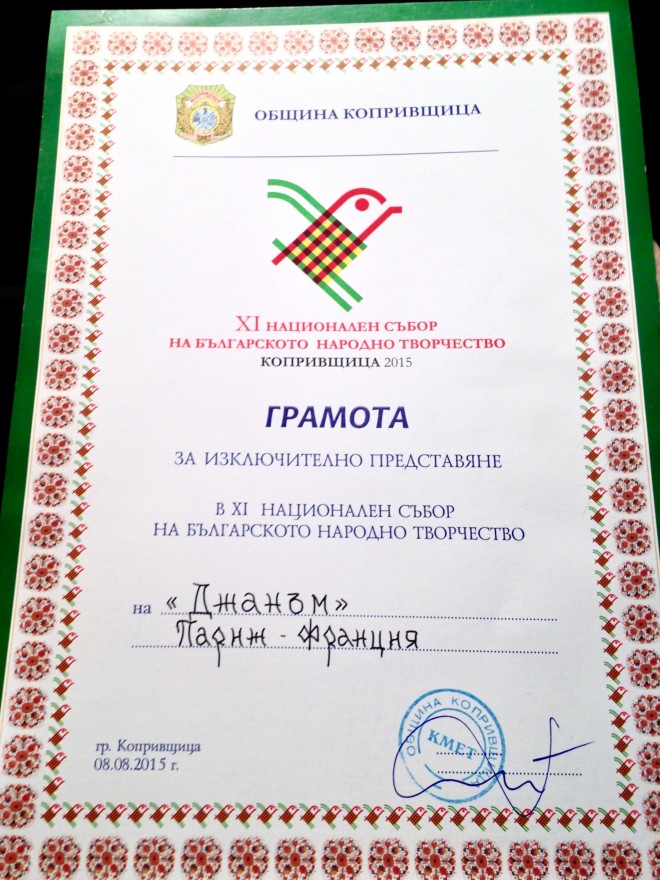 ОБЩИНА КОПРИВЩИЦА
XI НАЦИОНАЛЕН СЪБОР
НА БЪЛГАРСКОТО НАРОДНО ТВОРЧЕСТВО
КОПРИВЩИЦА 2015
ГРАМОТА
ЗА ИЗКЛЮЧИТЕЛНО ПРЕДСТАВЯНЕ
В XI НАЦИОНАЛЕН СЪБОР
НА БЪЛГАРСКОТО НАРОДНО ТВОРЧЕСТВО
на «Джанъм»
Париж - Франция
гр. Копривщица
08.08.2015 г.
ОБЩИНА КОПРИВЩИЦА
КМЕТ